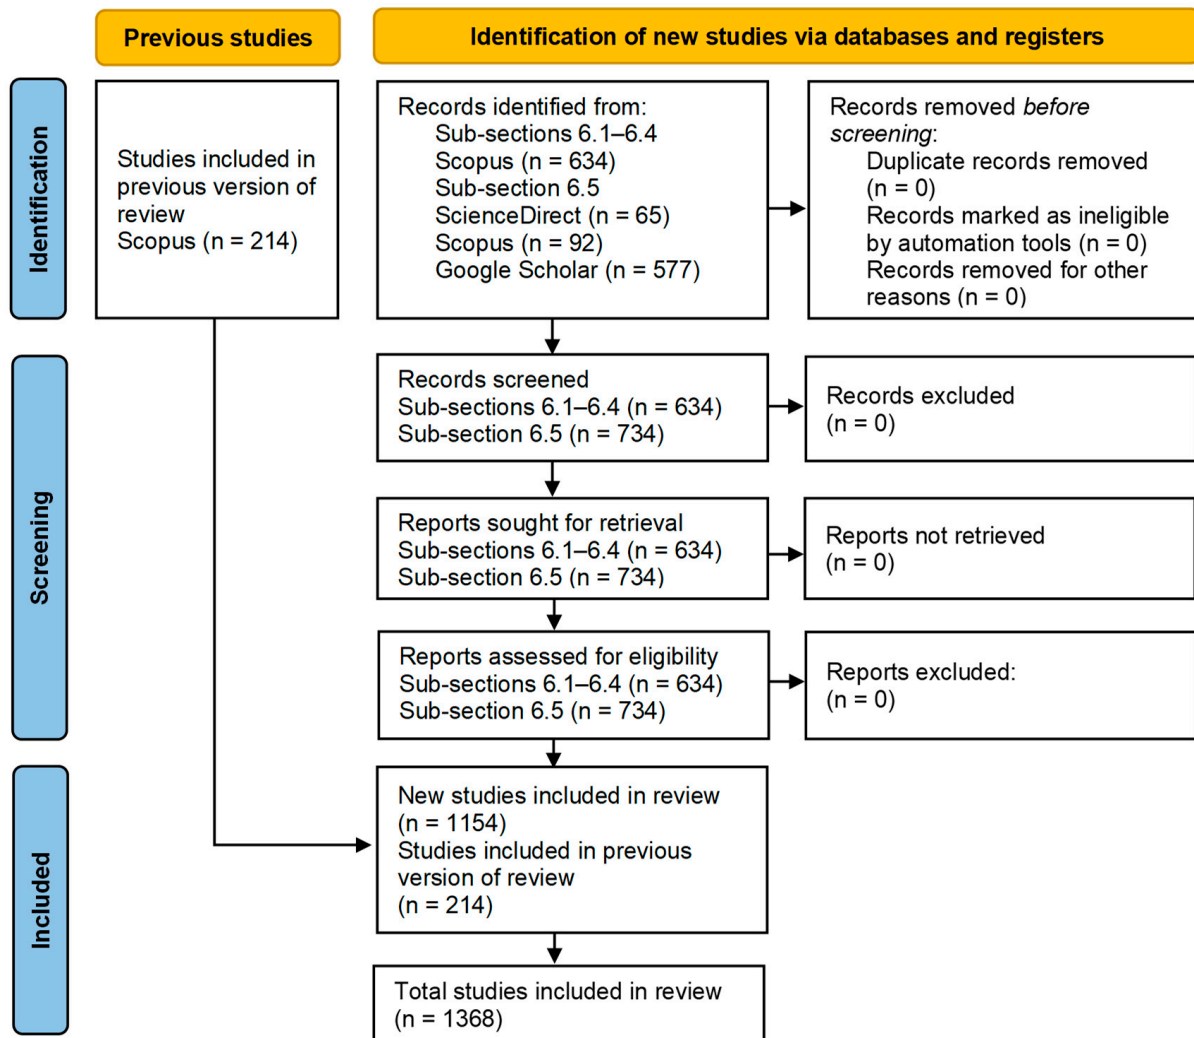 Previous studies
Identification of new studies via databases and registers
Identification
Studies included in
previous version of
review
Scopus (n = 214)
Records identified from:
Sub-sections 6.1–6.4
Scopus (n = 634)
Sub-section 6.5
ScienceDirect (n = 65)
Scopus (n = 92)
Google Scholar (n = 577)
Records removed before
screening:
Duplicate records removed
(n = 0)
Records marked as ineligible
by automation tools (n = 0)
Records removed for other
reasons (n = 0)
Screening
Records screened
Sub-sections 6.1–6.4 (n = 634)
Sub-section 6.5 (n = 734)
Records excluded
(n = 0)
Reports sought for retrieval
Sub-sections 6.1–6.4 (n = 634)
Sub-section 6.5 (n = 734)
Reports not retrieved
(n = 0)
Reports assessed for eligibility
Sub-sections 6.1–6.4 (n = 634)
Sub-section 6.5 (n = 734)
Reports excluded:
(n = 0)
Included
New studies included in review
(n = 1154)
Studies included in previous
version of review
(n = 214)
Total studies included in review
(n = 1368)